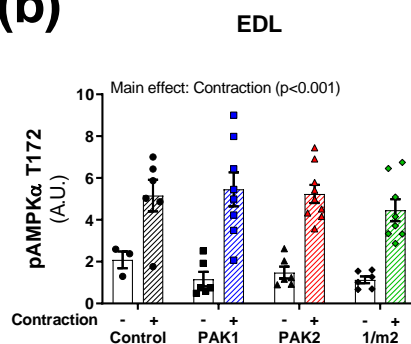 (b)
EDL
Main effect: Contraction (p<0.001)
pAMPKα T172
(A.U.)
10
8
6
4
2
0
Contraction - + - + - + - +
Control PAK1 PAK2 1/m2